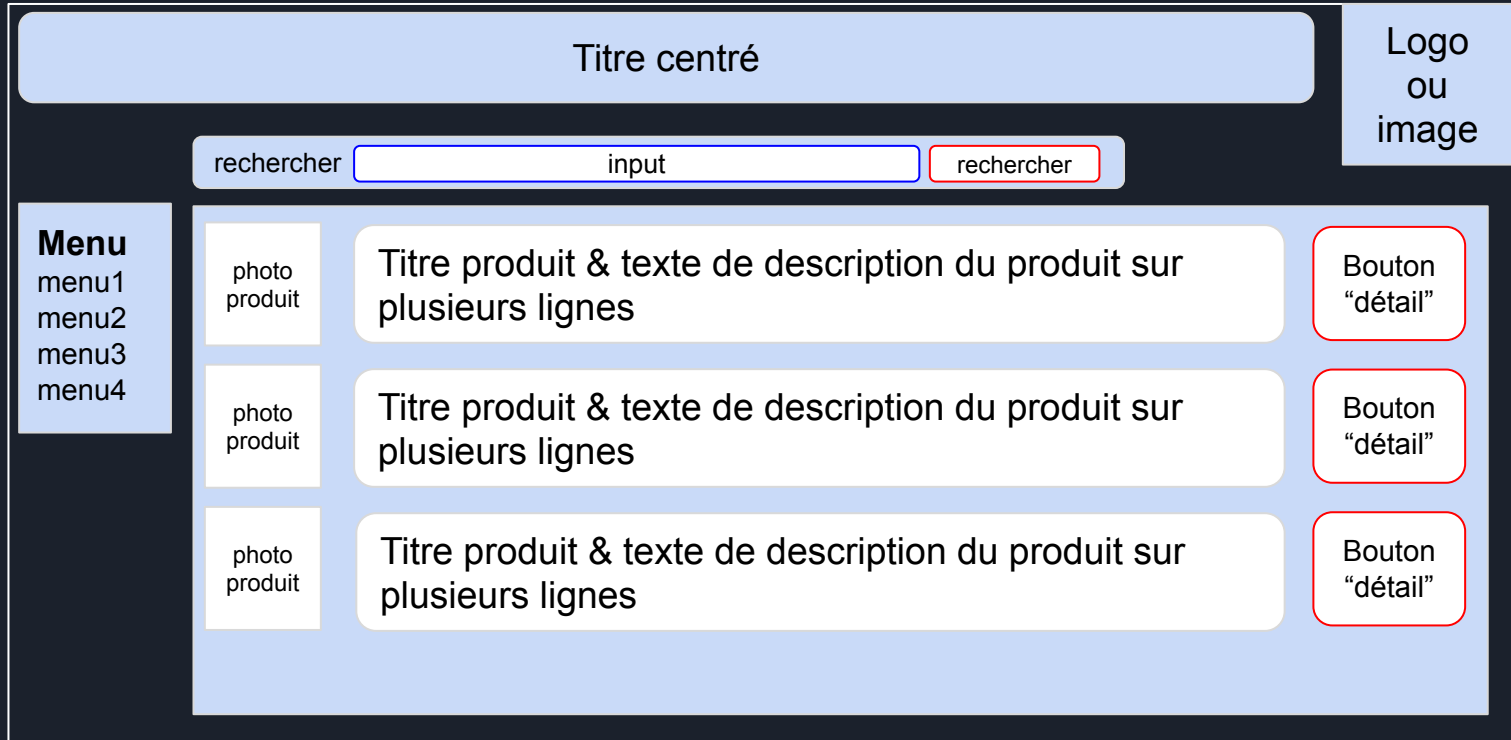 Titre centré
Logo
ou
image
rechercher
input
rechercher
Menu
menu1
menu2
menu3
menu4
photo
produit
Titre produit & texte de description du produit sur
plusieurs lignes
Bouton
“détail”
photo
produit
Titre produit & texte de description du produit sur
plusieurs lignes
Bouton
“détail”
photo
produit
Titre produit & texte de description du produit sur
plusieurs lignes
Bouton
“détail”